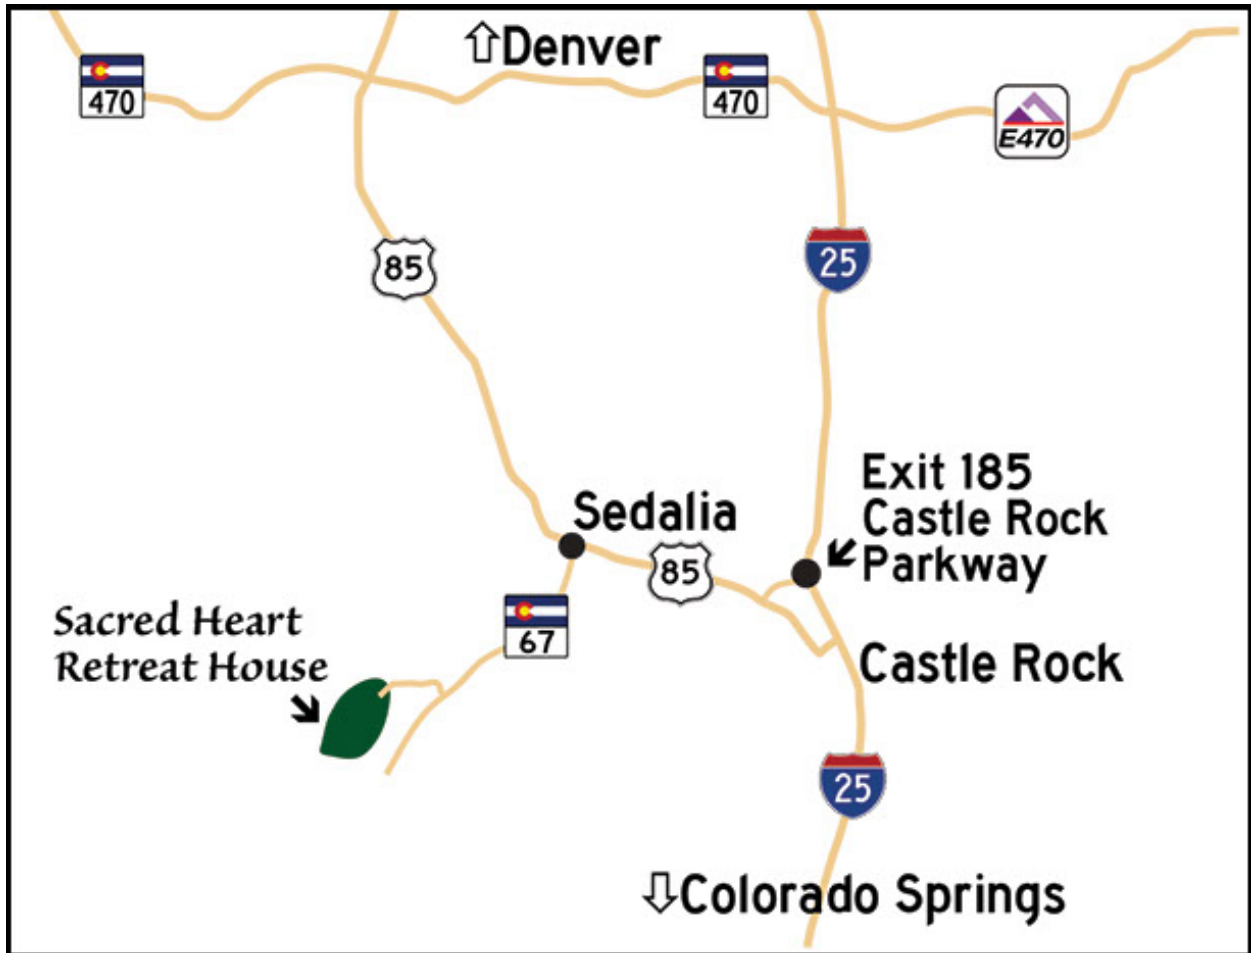 Denver
470
470
E470
85
25
Exit 185
Castle Rock
Parkway
Sedalia
85
Sacred Heart
Retreat House
67
Castle Rock
25
Colorado Springs